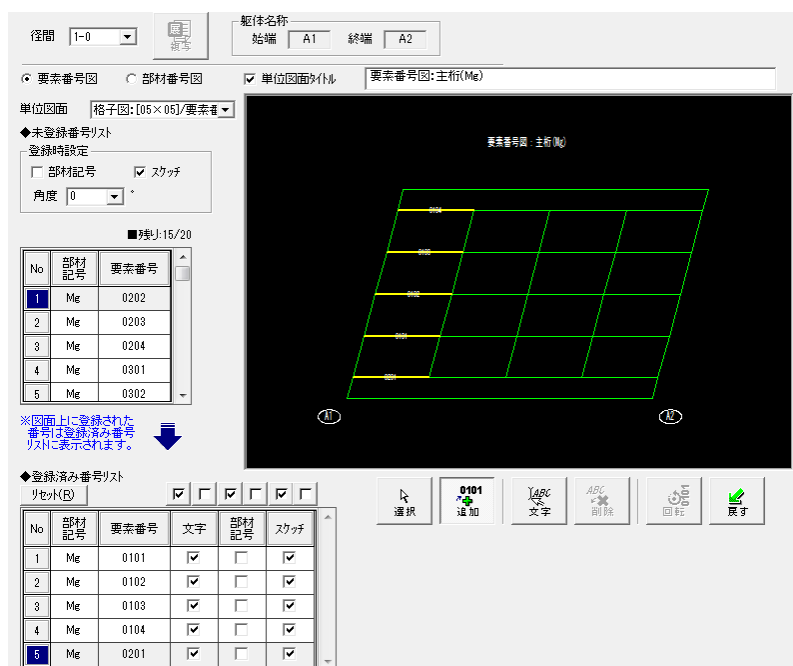 径間 1-0 複写
躯体名称
始端 A1 終端 A2
要素番号図 部材番号図 単位図面ﾀｲﾄﾙ 要素番号図:主桁(Mg)
単位図面 格子図:[05×05]/要素番
◆未登録番号リスト
登録時設定
部材記号 スケッチ
角度 0 °
■残り:15/20
No 部材記号 要素番号
1 Mg 0202
2 Mg 0203
3 Mg 0204
4 Mg 0301
5 Mg 0302
※図面上に登録された
番号は登録済み番号
リストに表示されます。
要素番号図:主桁(Mg)
0104
0103
0102
0101
0201
A1 A2
◆登録済み番号リスト
リセット(R)
No 部材記号 要素番号 文字 部材記号 スケッチ
1 Mg 0101
2 Mg 0102
3 Mg 0103
4 Mg 0104
5 Mg 0201
選択
0101 追加
ABC 文字
ABC 削除
0101 回転
戻す